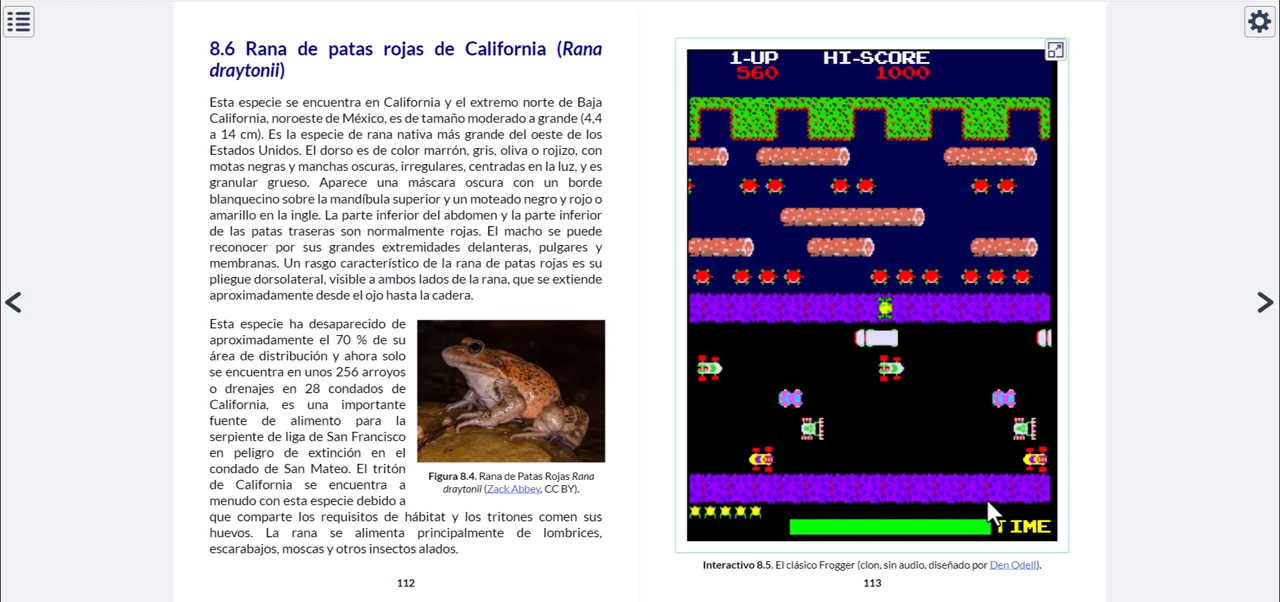 8.6 Rana de patas rojas de California (Rana
draytonii)
Esta especie se encuentra en California y el extremo norte de Baja
California, noroeste de México, es de tamaño moderado a grande (4,4
a 14 cm). Es la especie de rana nativa más grande del oeste de los
Estados Unidos. El dorso es de color marrón, gris, oliva o rojizo, con
motas negras y manchas oscuras, irregulares, centradas en la luz, y es
granular grueso. Aparece una máscara oscura con un borde
blanquecino sobre la mandíbula superior y un moteado negro y rojo o
amarillo en la ingle. La parte inferior del abdomen y la parte inferior
de las patas traseras son normalmente rojas. El macho se puede
reconocer por sus grandes extremidades delanteras, pulgares y
membranas. Un rasgo característico de la rana de patas rojas es su
pliegue dorsolateral, visible a ambos lados de la rana, que se extiende
aproximadamente desde el ojo hasta la cadera.
Esta especie ha desaparecido de
aproximadamente el 70 % de su
área de distribución y ahora solo
se encuentra en unos 256 arroyos
o drenajes en 28 condados de
California, es una importante
fuente de alimento para la
serpiente de liga de San Francisco
en peligro de extinción en el
condado de San Mateo. El tritón
de California se encuentra a
menudo con esta especie debido a
que comparte los requisitos de hábitat y los tritones comen sus
huevos. La rana se alimenta principalmente de lombrices,
escarabajos, moscas y otros insectos alados.
Figura 8.4. Rana de Patas Rojas Rana
draytonii (Zack Abbey, CC BY).
112
1-UP HI-SCORE
560 1000
TIME
Interactivo 8.5. El clásico Frogger (clon, sin audio, diseñado por Den Odell).
113